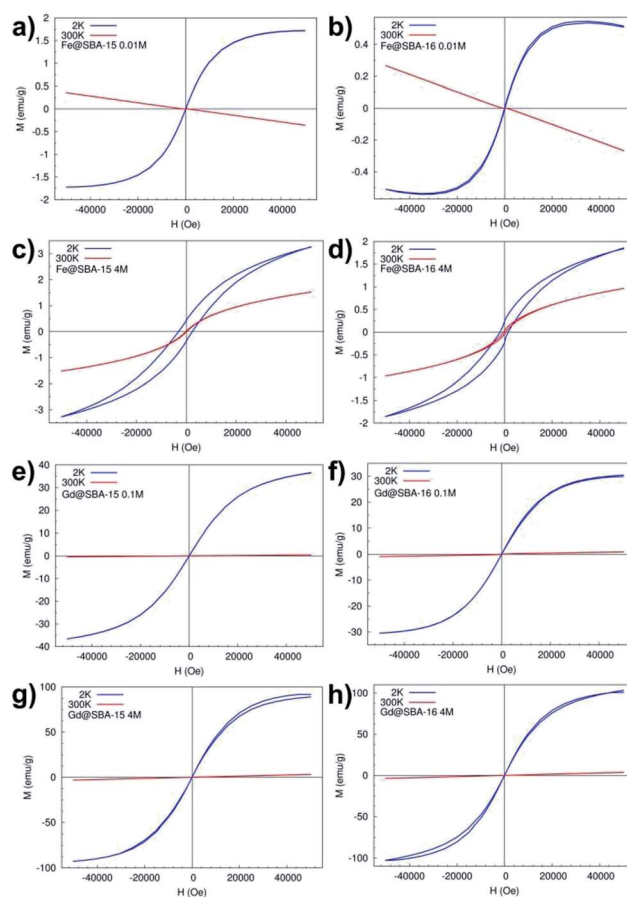 a)
2
1.5
1
0.5
0
-0.5
-1
-1.5
-2
M (emu/g)
2K
300K
Fe@SBA-15 0.01M
-40000 -20000 0 20000 40000
H (Oe)
b)
0.4
0.2
0
-0.2
-0.4
M (emu/g)
2K
300K
Fe@SBA-16 0.01M
-40000 -20000 0 20000 40000
H (Oe)
c)
3
2
1
0
-1
-2
-3
M (emu/g)
2K
300K
Fe@SBA-15 4M
-40000 -20000 0 20000 40000
H (Oe)
d)
2
1.5
1
0.5
0
-0.5
-1
-1.5
-2
M (emu/g)
2K
300K
Fe@SBA-16 4M
-40000 -20000 0 20000 40000
H (Oe)
e)
40
30
20
10
0
-10
-20
-30
-40
M (emu/g)
2K
300K
Gd@SBA-15 0.1M
-40000 -20000 0 20000 40000
H (Oe)
f)
30
20
10
0
-10
-20
-30
M (emu/g)
2K
300K
Gd@SBA-16 0.1M
-40000 -20000 0 20000 40000
H (Oe)
g)
100
50
0
-50
-100
M (emu/g)
2K
300K
Gd@SBA-15 4M
-40000 -20000 0 20000 40000
H (Oe)
h)
100
50
0
-50
-100
M (emu/g)
2K
300K
Gd@SBA-16 4M
-40000 -20000 0 20000 40000
H (Oe)